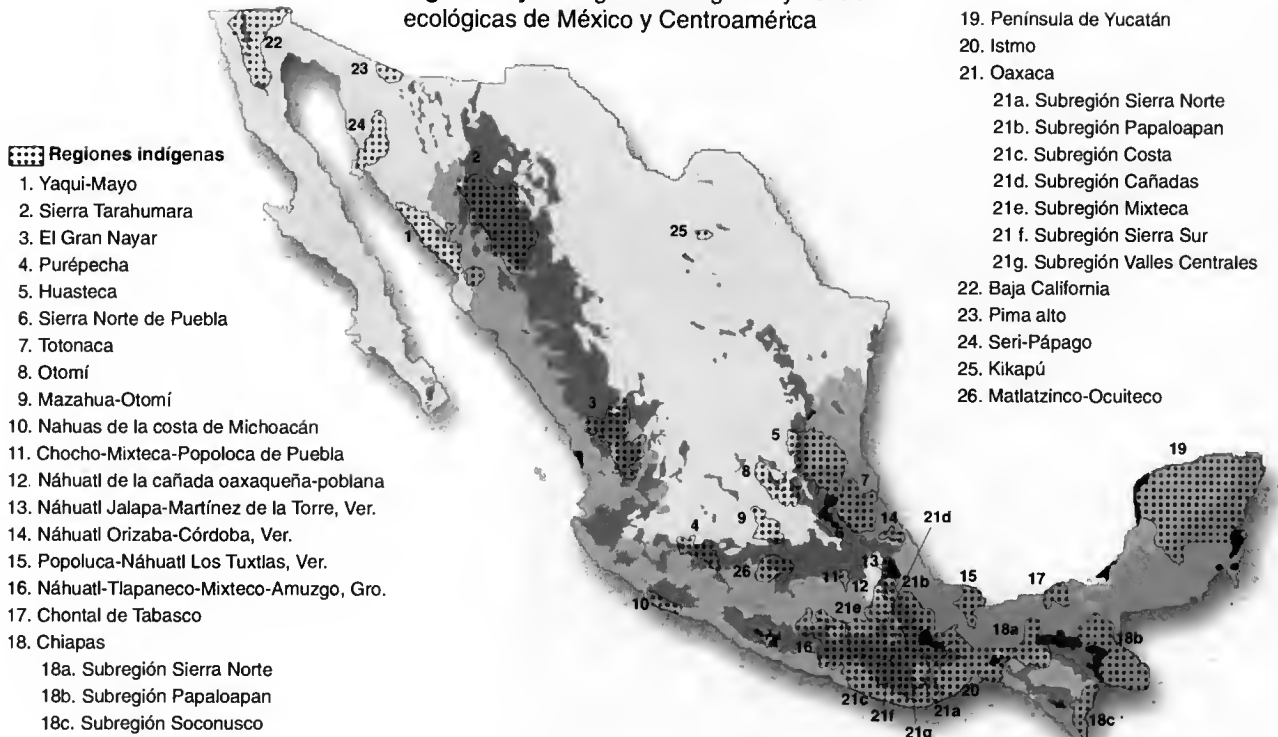 ecológicas de México y Centroamérica
Regiones indígenas
1. Yaqui-Mayo
2. Sierra Tarahumara
3. El Gran Nayar
4. Purépecha
5. Huasteca
6. Sierra Norte de Puebla
7. Totonaca
8. Otomí
9. Mazahua-Otomí
10. Nahuas de la costa de Michoacán
11. Chocho-Mixteca-Popoloca de Puebla
12. Náhuatl de la cañada oaxaqueña-poblana
13. Náhuatl Jalapa-Martínez de la Torre, Ver.
14. Náhuatl Orizaba-Córdoba, Ver.
15. Popoluca-Náhuatl Los Tuxtlas, Ver.
16. Náhuatl-Tlapaneco-Mixteco-Amuzgo, Gro.
17. Chontal de Tabasco
18. Chiapas
18a. Subregión Sierra Norte
18b. Subregión Papaloapan
18c. Subregión Soconusco
19. Península de Yucatán
20. Istmo
21. Oaxaca
21a. Subregión Sierra Norte
21b. Subregión Papaloapan
21c. Subregión Costa
21d. Subregión Cañadas
21e. Subregión Mixteca
21 f. Subregión Sierra Sur
21g. Subregión Valles Centrales
22. Baja California
23. Pima alto
24. Seri-Pápago
25. Kikapú
26. Matlatzinco-Ocuiteco
22
23
24
2
1
25
3
5
8
7
9
4
14
21d
13
26
11
12
21b
15
17
19
10
21e
18a
18b
16
21c
20
21f
21a
21g
18c